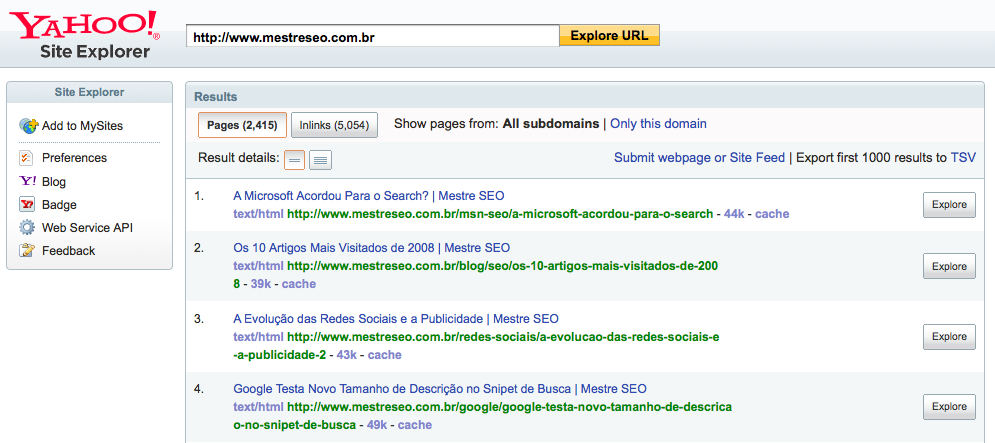 YAHOO!®
Site Explorer
http://www.mestreseo.com.br
Explore URL
Site Explorer
Add to MySites
Preferences
Y! Blog
Badge
Web Service API
Feedback
Results
Pages (2,415)
Inlinks (5,054)
Show pages from: All subdomains | Only this domain
Result details:
Submit webpage or Site Feed | Export first 1000 results to TSV
1. A Microsoft Acordou Para o Search? | Mestre SEO
text/html http://www.mestreseo.com.br/msn-seo/a-microsoft-acordou-para-o-search - 44k - cache
Explore
2. Os 10 Artigos Mais Visitados de 2008 | Mestre SEO
text/html http://www.mestreseo.com.br/blog/seo/os-10-artigos-mais-visitados-de-200
8 - 39k - cache
Explore
3. A Evolução das Redes Sociais e a Publicidade | Mestre SEO
text/html http://www.mestreseo.com.br/redes-sociais/a-evolucao-das-redes-sociais-e
-a-publicidade-2 - 43k - cache
Explore
4. Google Testa Novo Tamanho de Descrição no Snipet de Busca | Mestre SEO
text/html http://www.mestreseo.com.br/google/google-testa-novo-tamanho-de-descrica
o-no-snipet-de-busca - 49k - cache
Explore